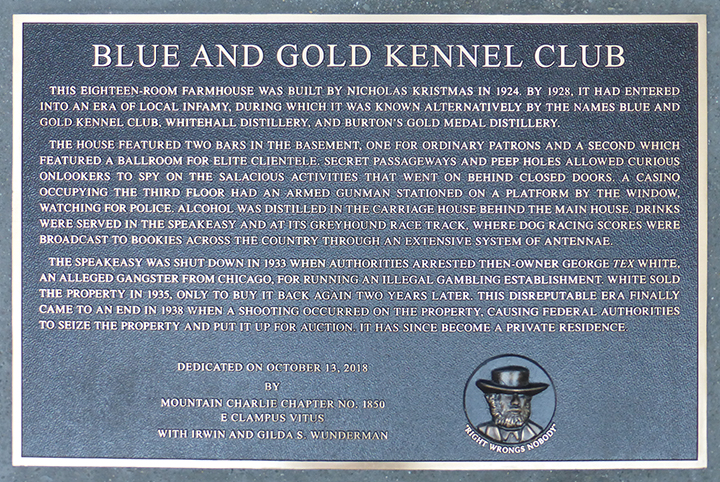 BLUE AND GOLD KENNEL CLUB
THIS EIGHTEEN-ROOM FARMHOUSE WAS BUILT BY NICHOLAS KRISTMAS IN 1924. BY 1928, IT HAD ENTERED
INTO AN ERA OF LOCAL INFAMY, DURING WHICH IT WAS KNOWN ALTERNATIVELY BY THE NAMES BLUE AND
GOLD KENNEL CLUB, WHITEHALL DISTILLERY, AND BURTON'S GOLD MEDAL DISTILLERY.
THE HOUSE FEATURED TWO BARS IN THE BASEMENT, ONE FOR ORDINARY PATRONS AND A SECOND WHICH
FEATURED A BALLROOM FOR ELITE CLIENTELE; SECRET PASSAGEWAYS AND PEEP HOLES ALLOWED CURIOUS
ONLOOKERS TO SPY ON THE SALACIOUS ACTIVITIES THAT WENT ON BEHIND CLOSED DOORS. A CASINO
OCCUPYING THE THIRD FLOOR HAD AN ARMED GUNMAN STATIONED ON A PLATFORM BY THE WINDOW,
WATCHING FOR POLICE. ALCOHOL WAS DISTILLED IN THE CARRIAGE HOUSE BEHIND THE MAIN HOUSE. DRINKS
WERE SERVED IN THE SPEAKEASY AND AT ITS GREYHOUND RACE TRACK, WHERE DOG RACING SCORES WERE
BROADCAST TO BOOKIES ACROSS THE COUNTRY THROUGH AN EXTENSIVE SYSTEM OF ANTENNAE.
THE SPEAKEASY WAS SHUT DOWN IN 1933 WHEN AUTHORITIES ARRESTED THEN-OWNER GEORGE TEX WHITE,
AN ALLEGED GANGSTER FROM CHICAGO, FOR RUNNING AN ILLEGAL GAMBLING ESTABLISHMENT. WHITE SOLD
THE PROPERTY IN 1935, ONLY TO BUY IT BACK AGAIN TWO YEARS LATER. THIS DISREPUTABLE ERA FINALLY
CAME TO AN END IN 1938 WHEN A SHOOTING OCCURRED ON THE PROPERTY, CAUSING FEDERAL AUTHORITIES
TO SEIZE THE PROPERTY AND PUT IT UP FOR AUCTION. IT HAS SINCE BECOME A PRIVATE RESIDENCE.
DEDICATED ON OCTOBER 13, 2018
BY
MOUNTAIN CHARLIE CHAPTER NO. 1850
E CLAMPUS VITUS
WITH IRWIN AND GILDA S. WUNDERMAN
"RIGHT WRONGS NOBODY"